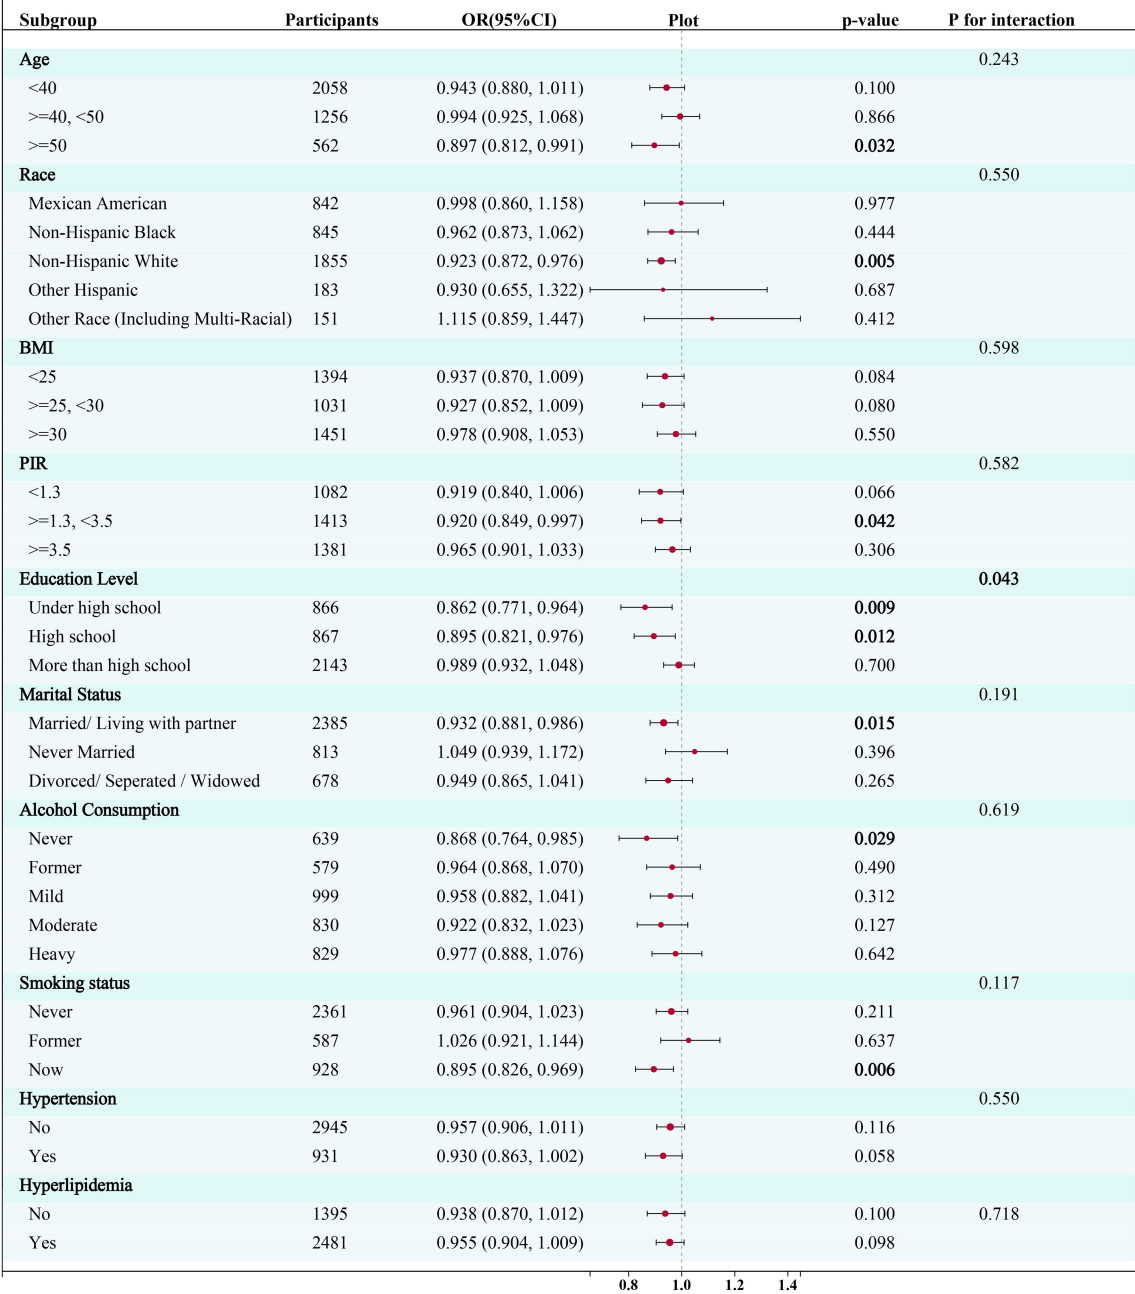 Subgroup Participants OR(95%CI) Plot p-value P for interaction
Age 0.243
<40 2058 0.943 (0.880, 1.011) 0.100
>=40, <50 1256 0.994 (0.925, 1.068) 0.866
>=50 562 0.897 (0.812, 0.991) 0.032
Race 0.550
Mexican American 842 0.998 (0.860, 1.158) 0.977
Non-Hispanic Black 845 0.962 (0.873, 1.062) 0.444
Non-Hispanic White 1855 0.923 (0.872, 0.976) 0.005
Other Hispanic 183 0.930 (0.655, 1.322) 0.687
Other Race (Including Multi-Racial) 151 1.115 (0.859, 1.447) 0.412
BMI 0.598
<25 1394 0.937 (0.870, 1.009) 0.084
>=25, <30 1031 0.927 (0.852, 1.009) 0.080
>=30 1451 0.978 (0.908, 1.053) 0.550
PIR 0.582
<1.3 1082 0.919 (0.840, 1.006) 0.066
>=1.3, <3.5 1413 0.920 (0.849, 0.997) 0.042
>=3.5 1381 0.965 (0.901, 1.033) 0.306
Education Level 0.043
Under high school 866 0.862 (0.771, 0.964) 0.009
High school 867 0.895 (0.821, 0.976) 0.012
More than high school 2143 0.989 (0.932, 1.048) 0.700
Marital Status 0.191
Married/ Living with partner 2385 0.932 (0.881, 0.986) 0.015
Never Married 813 1.049 (0.939, 1.172) 0.396
Divorced/ Seperated / Widowed 678 0.949 (0.865, 1.041) 0.265
Alcohol Consumption 0.619
Never 639 0.868 (0.764, 0.985) 0.029
Former 579 0.964 (0.868, 1.070) 0.490
Mild 999 0.958 (0.882, 1.041) 0.312
Moderate 830 0.922 (0.832, 1.023) 0.127
Heavy 829 0.977 (0.888, 1.076) 0.642
Smoking status 0.117
Never 2361 0.961 (0.904, 1.023) 0.211
Former 587 1.026 (0.921, 1.144) 0.637
Now 928 0.895 (0.826, 0.969) 0.006
Hypertension 0.550
No 2945 0.957 (0.906, 1.011) 0.116
Yes 931 0.930 (0.863, 1.002) 0.058
Hyperlipidemia
No 1395 0.938 (0.870, 1.012) 0.100 0.718
Yes 2481 0.955 (0.904, 1.009) 0.098
0.8 1.0 1.2 1.4